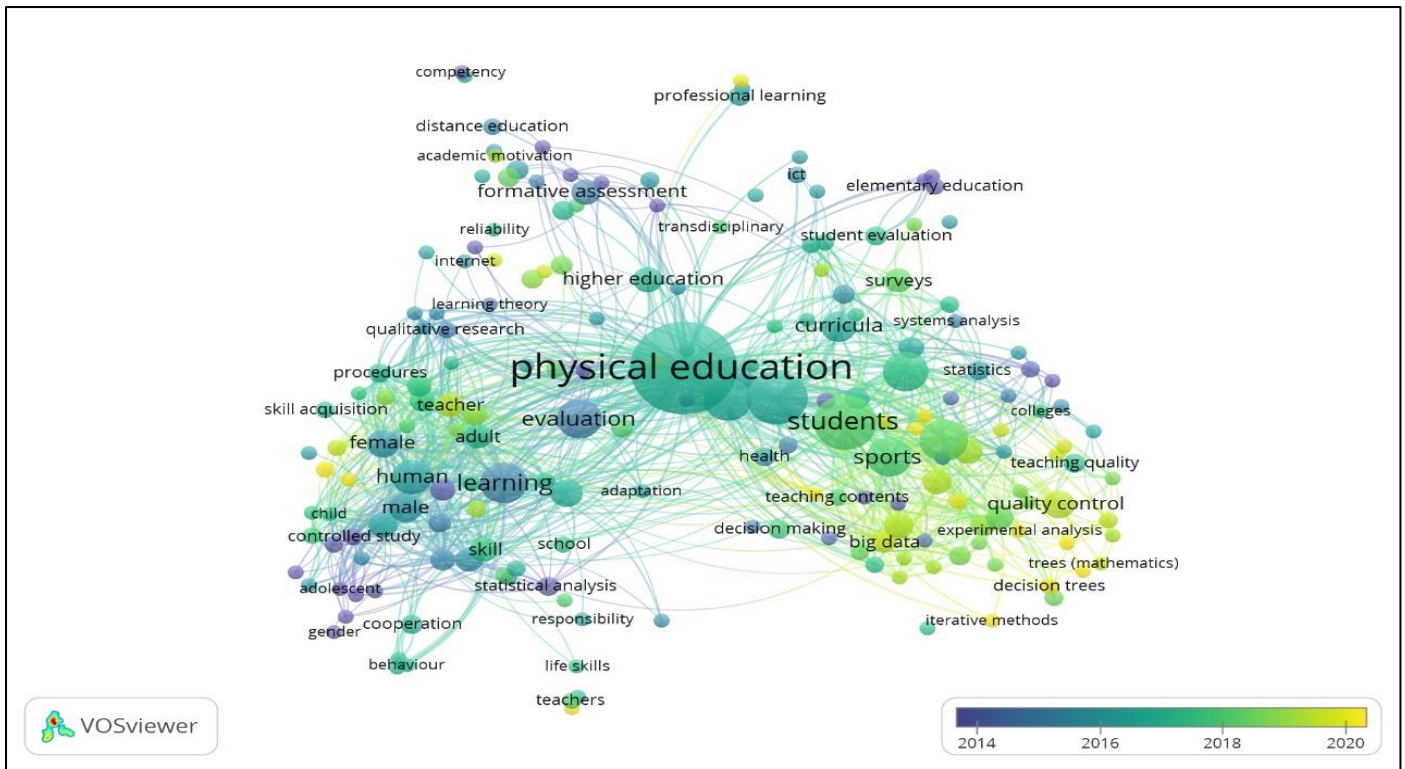 competency
professional learning
distance education
academic motivation
ict
formative assessment
elementary education
reliability
transdisciplinary
student evaluation
internet
higher education
surveys
learning theory
qualitative research
curricula
systems analysis
physical education
procedures
statistics
skill acquisition
teacher
evaluation
students
colleges
female
adult
health
sports
teaching quality
human
learning
adaptation
teaching contents
quality control
male
child
controlled study
decision making
big data
experimental analysis
skill
school
trees (mathematics)
adolescent
statistical analysis
decision trees
gender
cooperation
responsibility
iterative methods
behaviour
life skills
teachers
VOSviewer
2014
2016
2018
2020